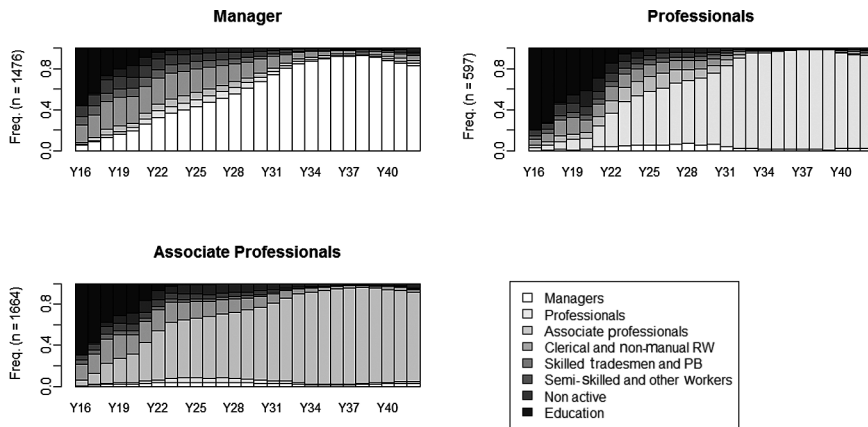 Manager
Freq. (n = 1476)
0.0 0.4 0.8
Y16 Y19 Y22 Y25 Y28 Y31 Y34 Y37 Y40
Professionals
Freq. (n = 597)
0.0 0.4 0.8
Y16 Y19 Y22 Y25 Y28 Y31 Y34 Y37 Y40
Associate Professionals
Freq. (n = 1664)
0.0 0.4 0.8
Y16 Y19 Y22 Y25 Y28 Y31 Y34 Y37 Y40
Managers
Professionals
Associate professionals
Clerical and non-manual RW
Skilled tradesmen and PB
Semi-skilled and other workers
Non active
Education